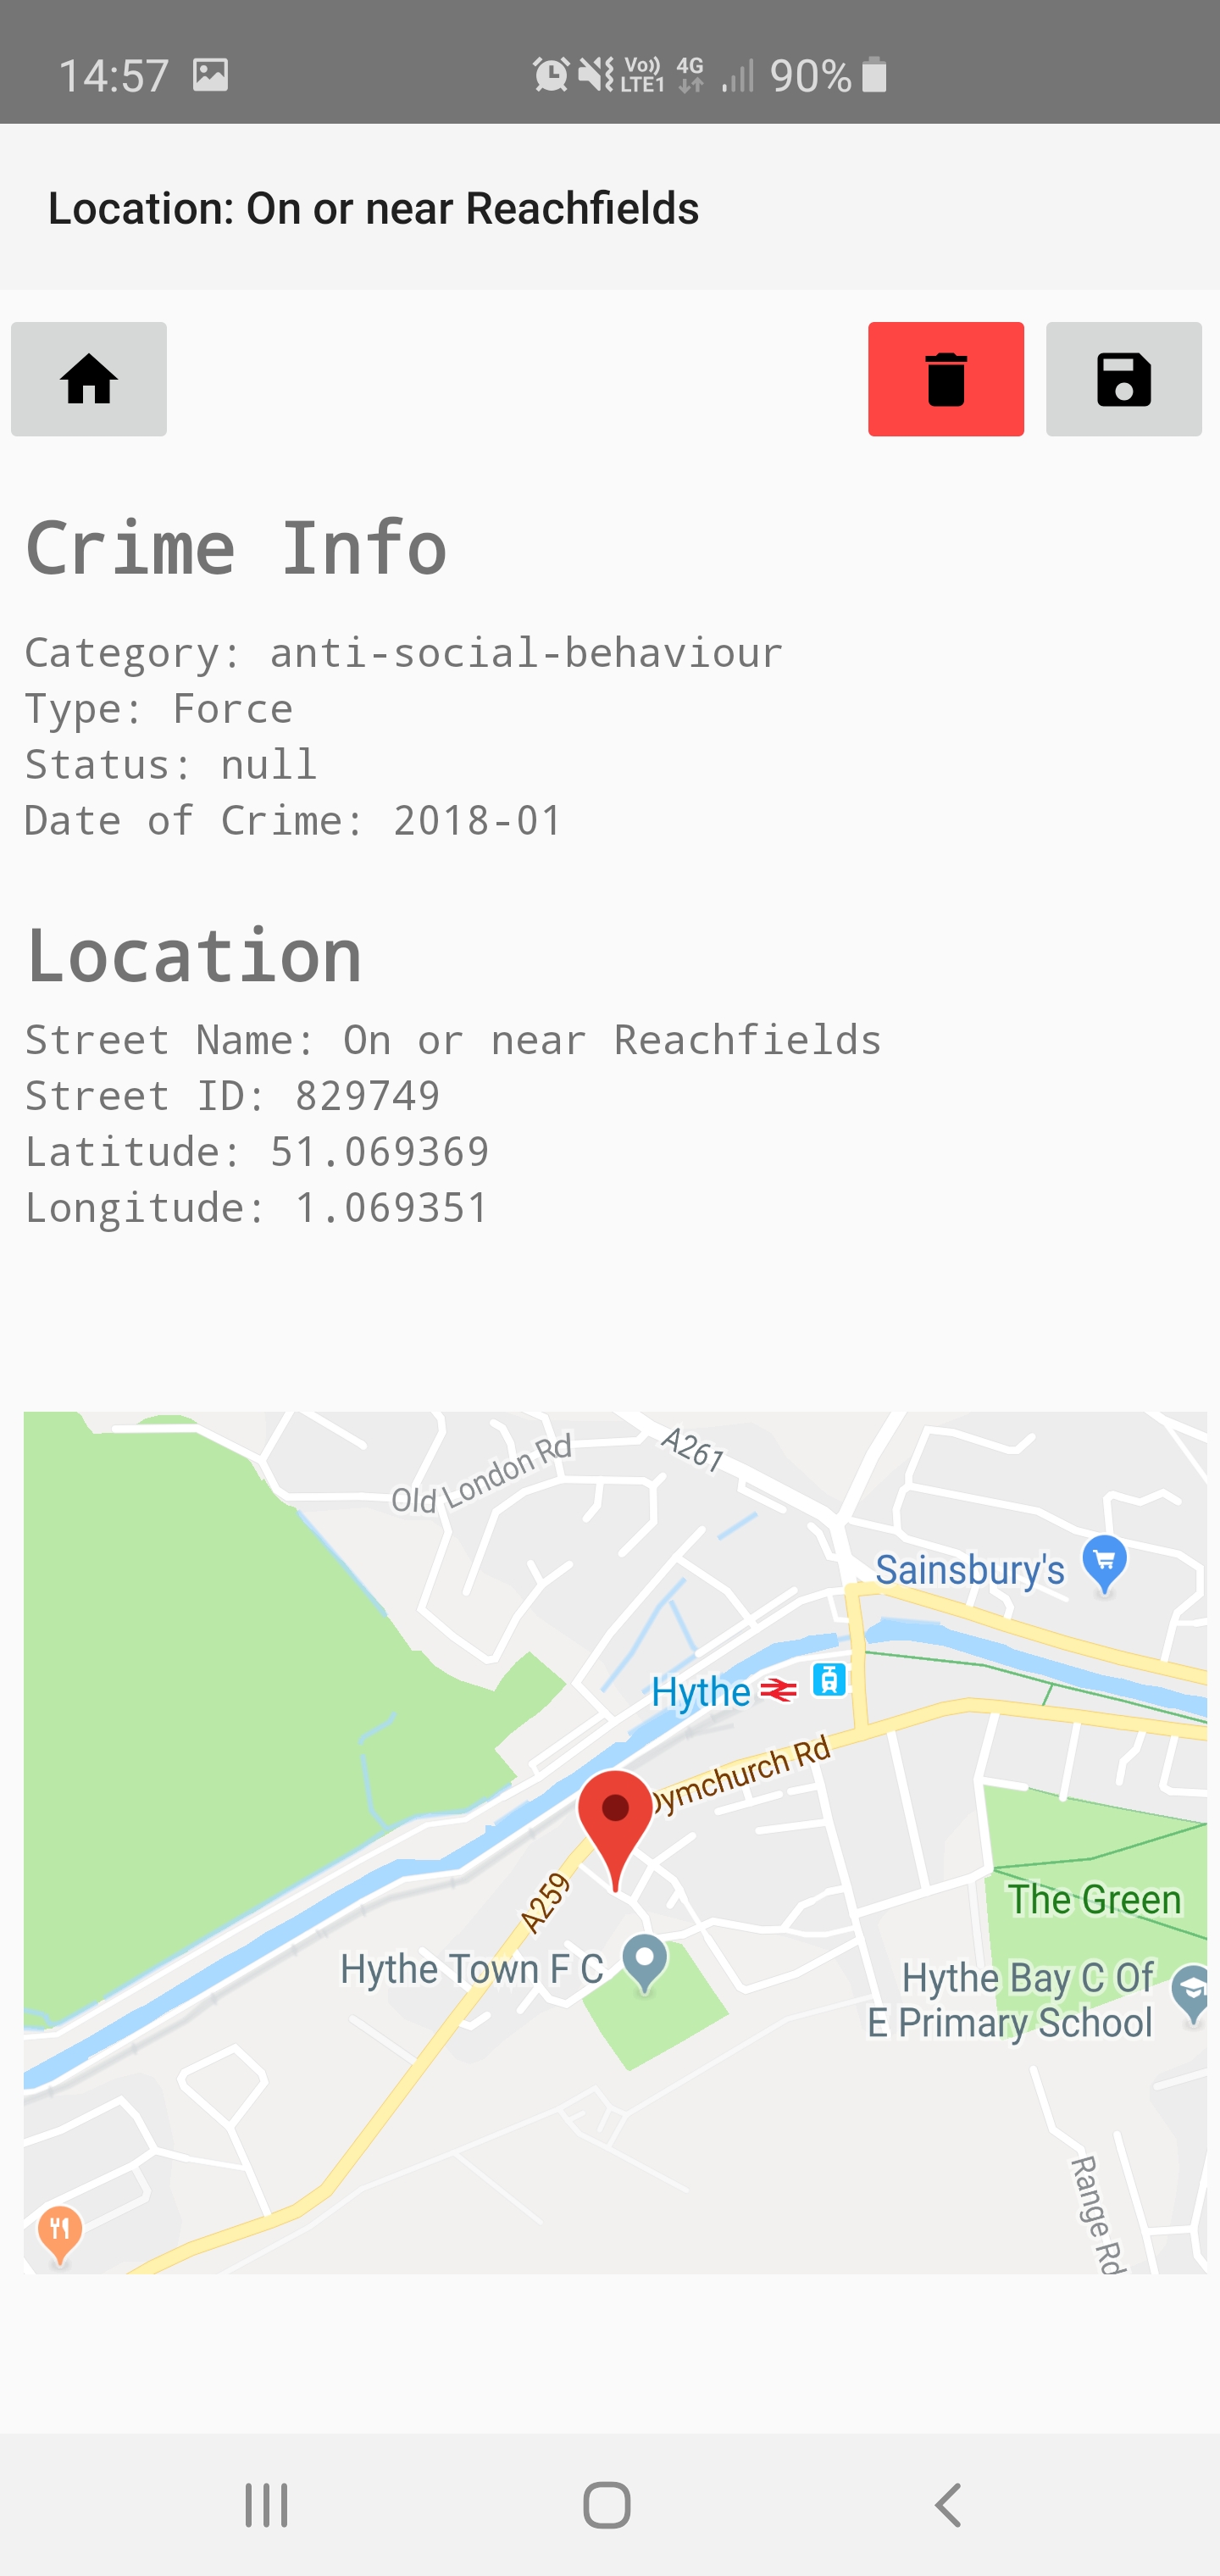 14:57
Vo)) LTE1 4G 90%
Location: On or near Reachfields
Crime Info
Category: anti-social-behaviour
Type: Force
Status: null
Date of Crime: 2018-01
Location
Street Name: On or near Reachfields
Street ID: 829749
Latitude: 51.069369
Longitude: 1.069351
A261
Old London Rd
Sainsbury's
Hythe
Dymchurch Rd
A259
The Green
Hythe Town F C
Hythe Bay C Of
E Primary School
Range Rd